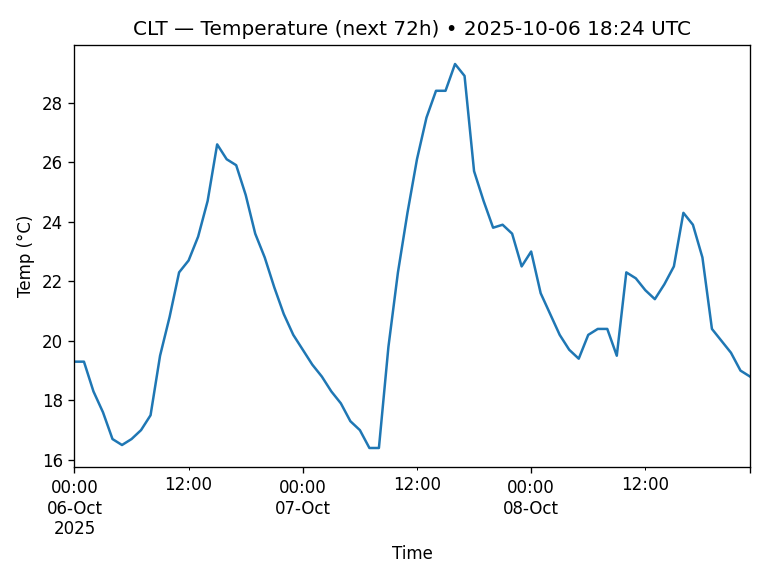 CLT — Temperature (next 72h) • 2025-10-06 18:24 UTC
Temp (°C)
28
26
24
22
20
18
16
00:00 12:00 00:00 12:00 00:00 12:00
06-Oct 07-Oct 08-Oct
2025
Time